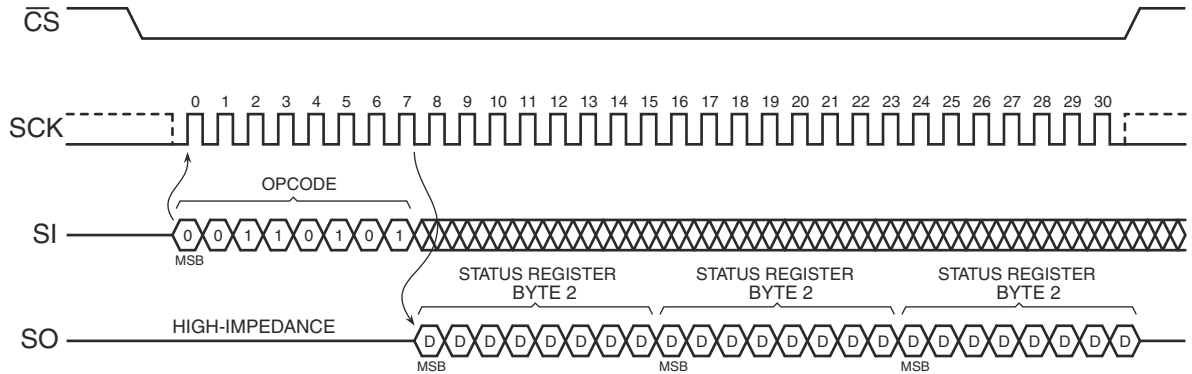 CS
SCK
0 1 2 3 4 5 6 7 8 9 10 11 12 13 14 15 16 17 18 19 20 21 22 23 24 25 26 27 28 29 30
OPCODE
SI
0 0 1 1 0 1 0 1
MSB
STATUS REGISTER
BYTE 2
STATUS REGISTER
BYTE 2
STATUS REGISTER
BYTE 2
SO
HIGH-IMPEDANCE
D D D D D D D D D D D D D D D D D D D D D D D D
MSB MSB MSB